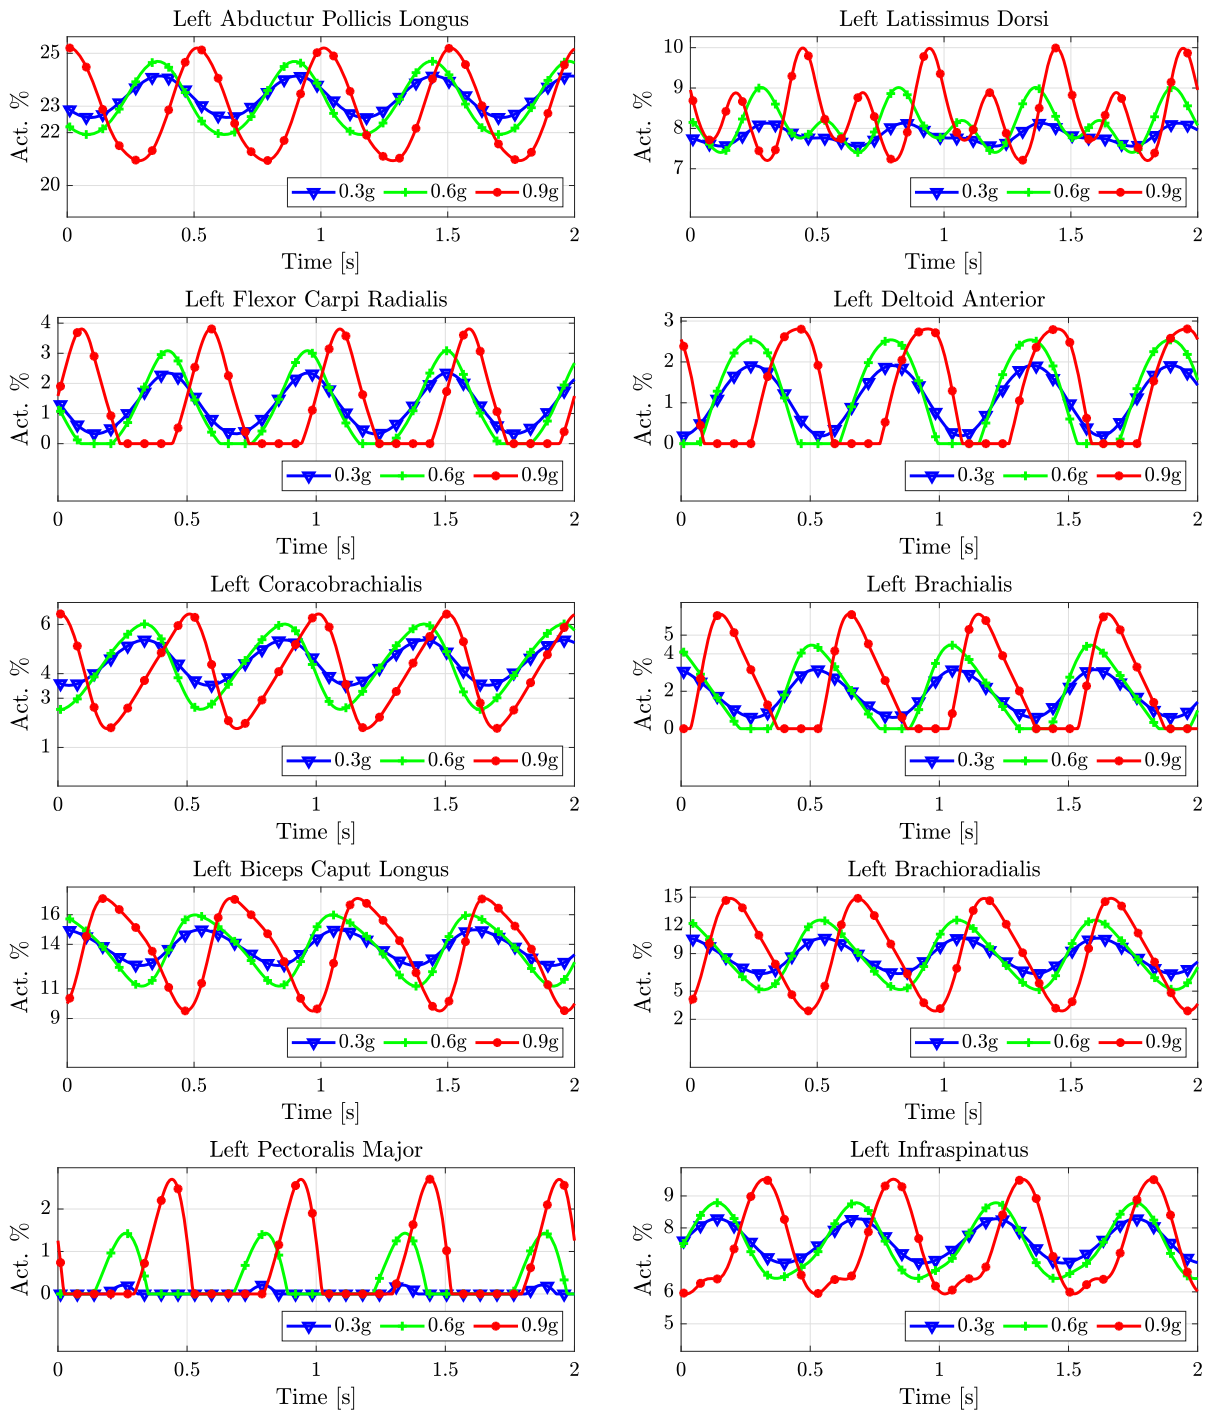 Left Abductur Pollicis Longus
25
23
22
20
Act. %
0.3g 0.6g 0.9g
0 0.5 1 1.5 2
Time [s]
Left Latissimus Dorsi
10
9
8
7
Act. %
0.3g 0.6g 0.9g
0 0.5 1 1.5 2
Time [s]
Left Flexor Carpi Radialis
4
3
2
1
0
Act. %
0.3g 0.6g 0.9g
0 0.5 1 1.5 2
Time [s]
Left Deltoid Anterior
3
2
1
0
Act. %
0.3g 0.6g 0.9g
0 0.5 1 1.5 2
Time [s]
Left Coracobrachialis
6
4
3
1
Act. %
0.3g 0.6g 0.9g
0 0.5 1 1.5 2
Time [s]
Left Brachialis
5
4
2
0
Act. %
0.3g 0.6g 0.9g
0 0.5 1 1.5 2
Time [s]
Left Biceps Caput Longus
16
14
11
9
Act. %
0.3g 0.6g 0.9g
0 0.5 1 1.5 2
Time [s]
Left Brachioradialis
15
12
9
5
2
Act. %
0.3g 0.6g 0.9g
0 0.5 1 1.5 2
Time [s]
Left Pectoralis Major
2
1
0
Act. %
0.3g 0.6g 0.9g
0 0.5 1 1.5 2
Time [s]
Left Infraspinatus
9
8
6
5
Act. %
0.3g 0.6g 0.9g
0 0.5 1 1.5 2
Time [s]